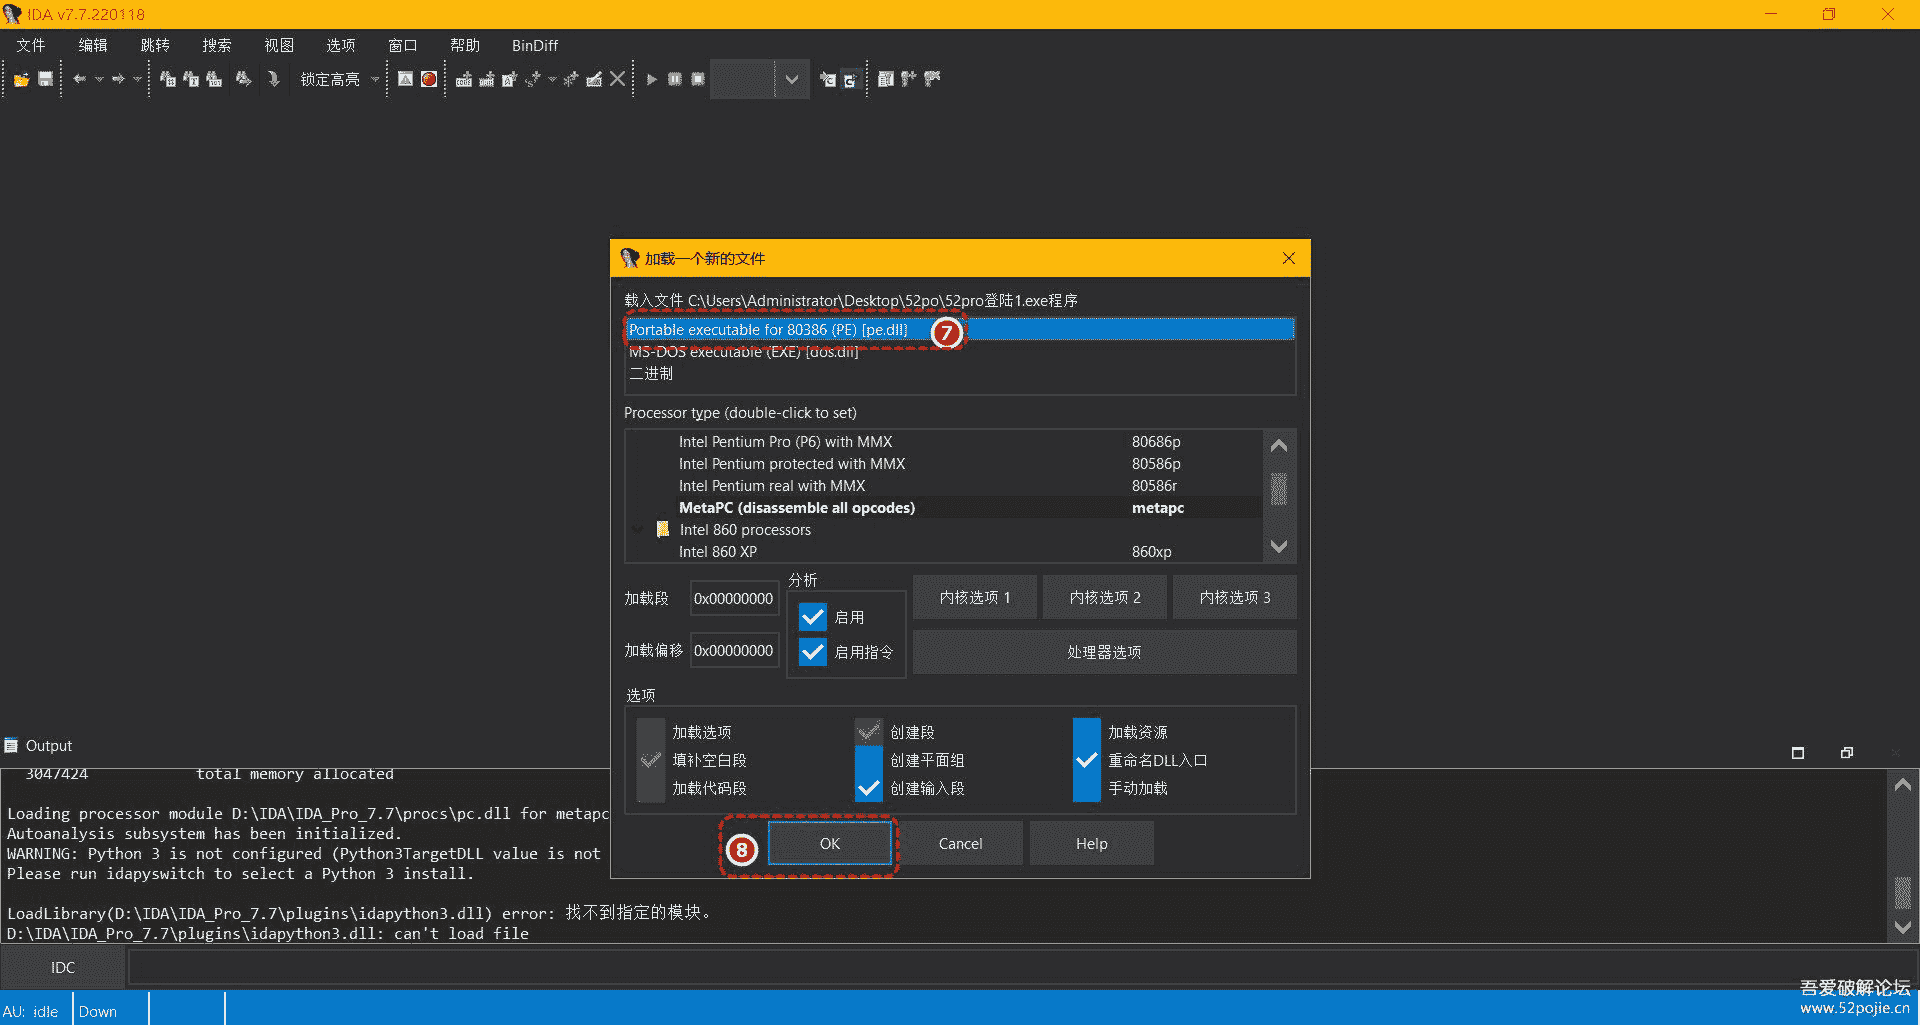 IDA v7.7.220118
文件 编辑 跳转 搜索 视图 选项 窗口 帮助 BinDiff
锁定高亮
加载一个新的文件
载入文件 C:\Users\Administrator\Desktop\52po\52pro登陆1.exe程序
Portable executable for 80386 (PE) [pe.dll] 7
MS-DOS executable (EXE) [dos.dll]
二进制
Processor type (double-click to set)
Intel Pentium Pro (P6) with MMX 80686p
Intel Pentium protected with MMX 80586p
Intel Pentium real with MMX 80586r
MetaPC (disassemble all opcodes) metapc
Intel 860 processors
Intel 860 XP 860xp
分析
加载段 0x00000000 启用 内核选项 1 内核选项 2 内核选项 3
加载偏移 0x00000000 启用指令 处理器选项
选项
加载选项 创建段 加载资源
填补空白段 创建平面组 重命名DLL入口
加载代码段 创建输入段 手动加载
8 OK Cancel Help
Output
3047424 total memory allocated
Loading processor module D:\IDA\IDA_Pro_7.7\procs\pc.dll for metapc
Autoanalysis subsystem has been initialized.
WARNING: Python 3 is not configured (Python3TargetDLL value is not
Please run idapyswitch to select a Python 3 install.
LoadLibrary(D:\IDA\IDA_Pro_7.7\plugins\idapython3.dll) error: 找不到指定的模块。
D:\IDA\IDA_Pro_7.7\plugins\idapython3.dll: can't load file
IDC
AU: idle Down
吾爱破解论坛
www.52pojie.cn